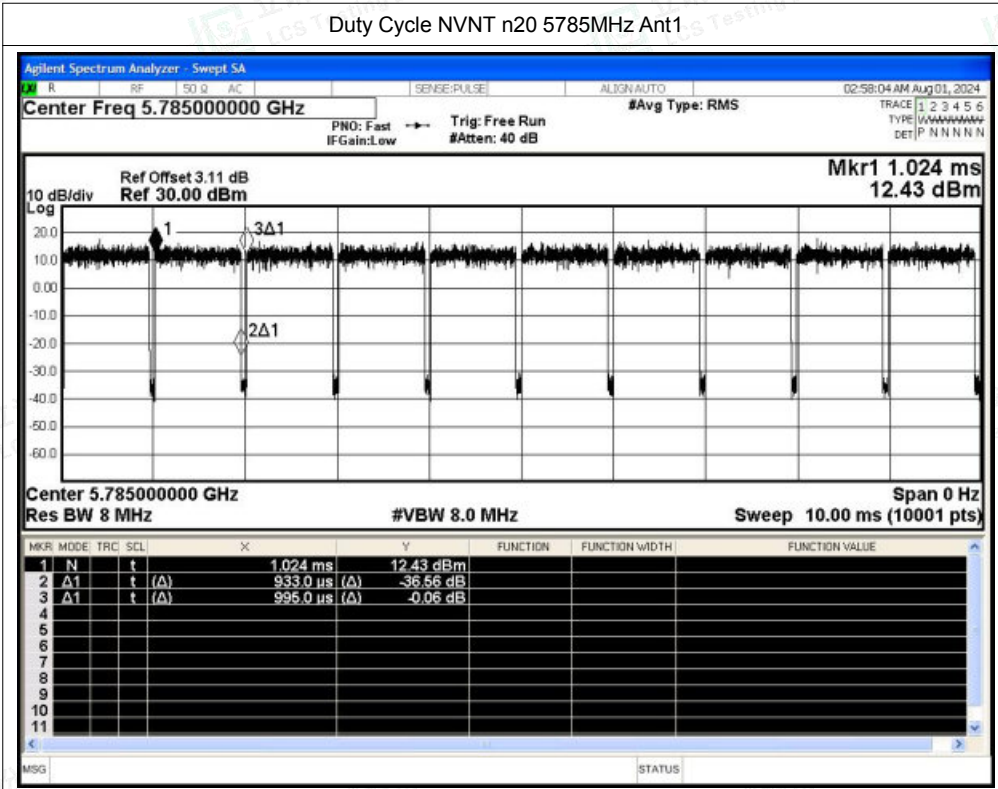 Duty Cycle NVNT n20 5785MHz Ant1
Agilent Spectrum Analyzer - Swept SA
R RF 50 Ω AC SENSE:PULSE ALIGN AUTO 02:58:04 AM Aug 01, 2024
Center Freq 5.785000000 GHz #Avg Type: RMS TRACE 1 2 3 4 5 6
PNO: Fast Trig: Free Run TYPE
IFGain:Low #Atten: 40 dB DET P N N N N N
Mkr1 1.024 ms
Ref Offset 3.11 dB
10 dB/div Ref 30.00 dBm 12.43 dBm
Log
20.0
10.0
0.00
-10.0
-20.0
-30.0
-40.0
-50.0
-60.0
1
3Δ1
2Δ1
Center 5.785000000 GHz Span 0 Hz
Res BW 8 MHz #VBW 8.0 MHz Sweep 10.00 ms (10001 pts)
MKR MODE TRC SCL X Y FUNCTION FUNCTION WIDTH FUNCTION VALUE
1 N t 1.024 ms 12.43 dBm
2 Δ1 t (Δ) 933.0 µs (Δ) -36.56 dB
3 Δ1 t (Δ) 995.0 µs (Δ) -0.06 dB
4
5
6
7
8
9
10
11
MSG STATUS